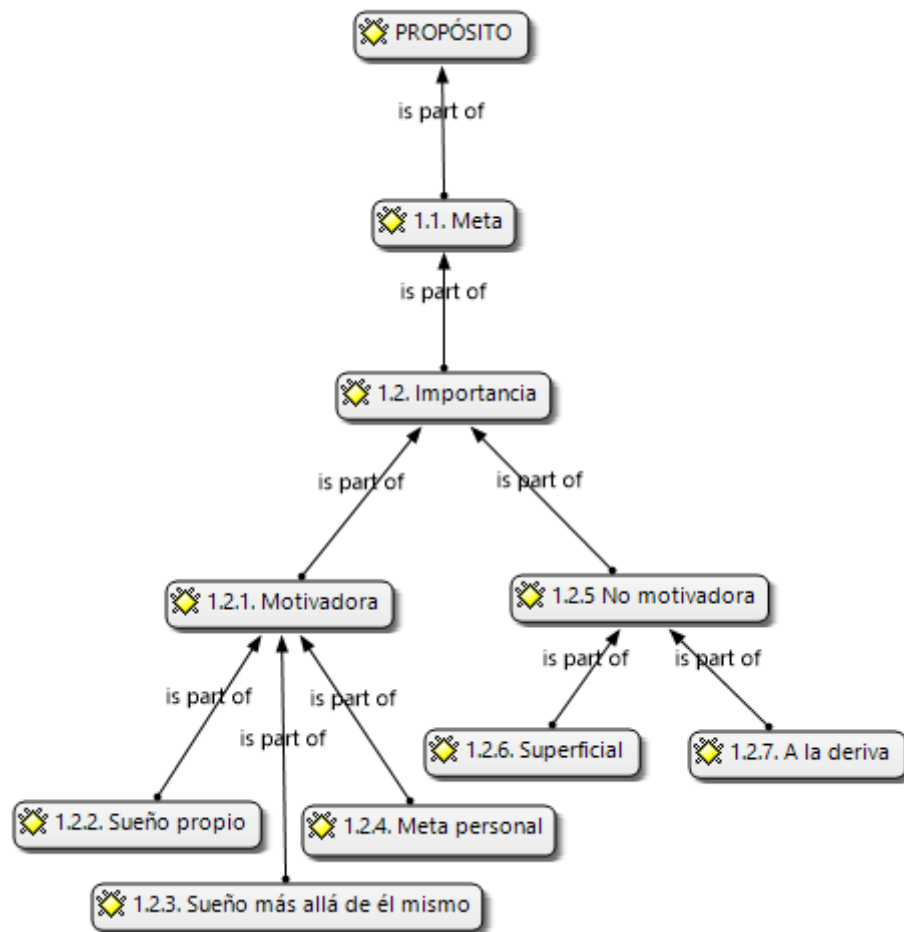 PROPÓSITO
is part of
1.1. Meta
is part of
1.2. Importancia
is part of
is part of
1.2.1. Motivadora
1.2.5 No motivadora
is part of
is part of
is part of
is part of
is part of
1.2.6. Superficial
1.2.7. A la deriva
1.2.2. Sueño propio
1.2.4. Meta personal
1.2.3. Sueño más allá de él mismo